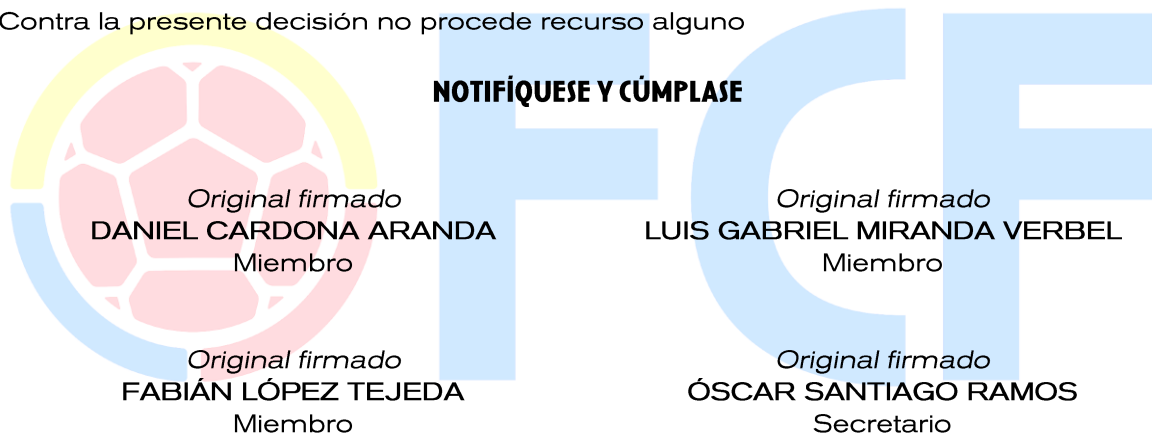 Contra la presente decisión no procede recurso alguno
NOTIFÍQUESE Y CÚMPLASE
Original firmado
DANIEL CARDONA ARANDA
Miembro
Original firmado
LUIS GABRIEL MIRANDA VERBEL
Miembro
Original firmado
FABIÁN LÓPEZ TEJEDA
Miembro
Original firmado
ÓSCAR SANTIAGO RAMOS
Secretario
FCF